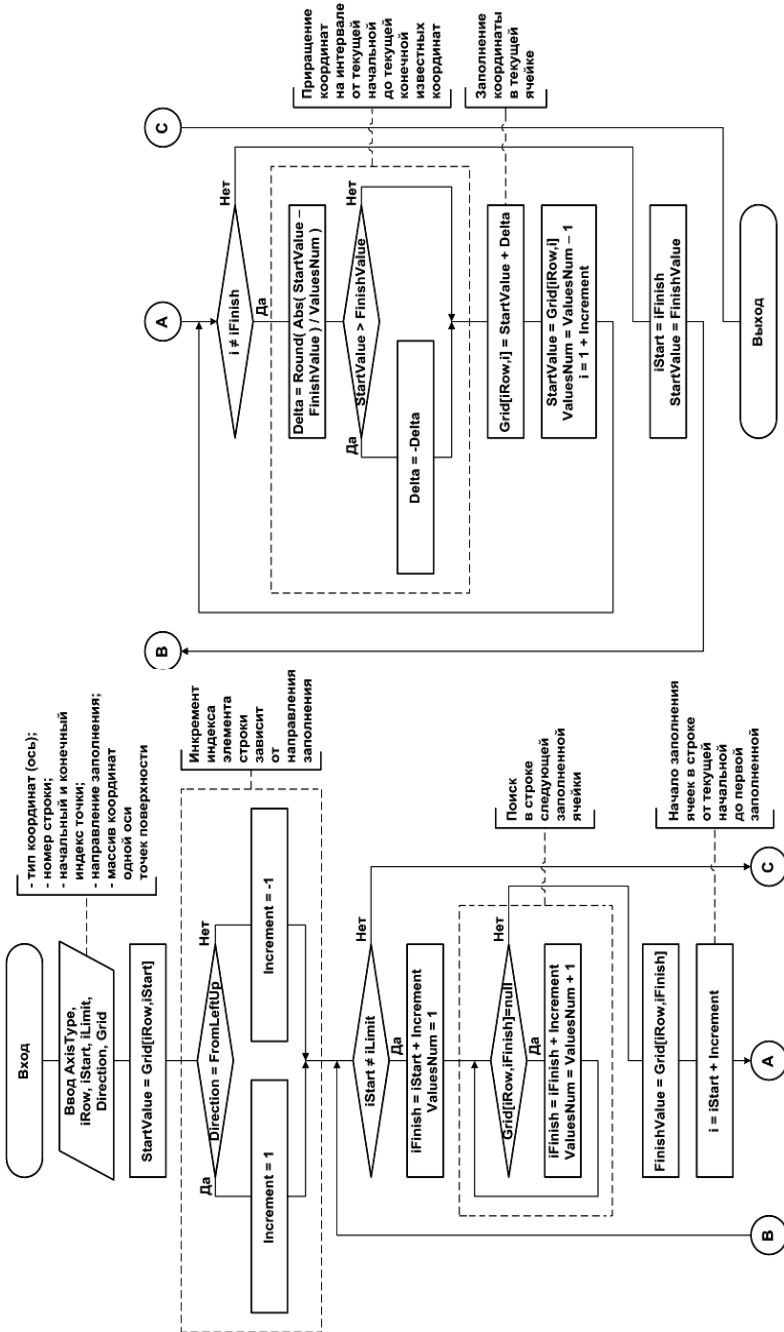 Вход
Ввод AxisType,
iRow, iStart, iLimit,
Direction, Grid
- тип координат (ось);
- номер строки;
- начальный и конечный
индекс точки;
- направление заполнения;
- массив координат
одной оси
точек поверхности
StartValue = Grid[iRow,iStart]
Direction = FromLeftUp
Да
Нет
Increment = 1
Increment = -1
Инкремент
индекса
элемента
строки
зависит
от
направления
заполнения
iStart ≠ iLimit
Нет
Да
iFinish = iStart + Increment
ValuesNum = 1
Grid[iRow,iFinish]=null
Нет
Да
iFinish = iFinish + Increment
ValuesNum = ValuesNum + 1
Поиск
в строке
следующей
заполненной
ячейки
FinishValue = Grid[iRow,iFinish]
i = iStart + Increment
Начало заполнения
ячеек в строке
от текущей
начальной
до первой
заполненной
B
A
C
B
A
C
i ≠ iFinish
Нет
Да
Delta = Round( Abs( StartValue –
FinishValue ) / ValuesNum )
StartValue > FinishValue
Да
Нет
Delta = -Delta
Приращение
координат
на интервале
от текущей
начальной
до текущей
конечной
известных
координат
Grid[iRow,i] = StartValue + Delta
Заполнение
координаты
в текущей
ячейке
StartValue = Grid[iRow,i]
ValuesNum = ValuesNum – 1
i = 1 + Increment
iStart = iFinish
StartValue = FinishValue
Выход